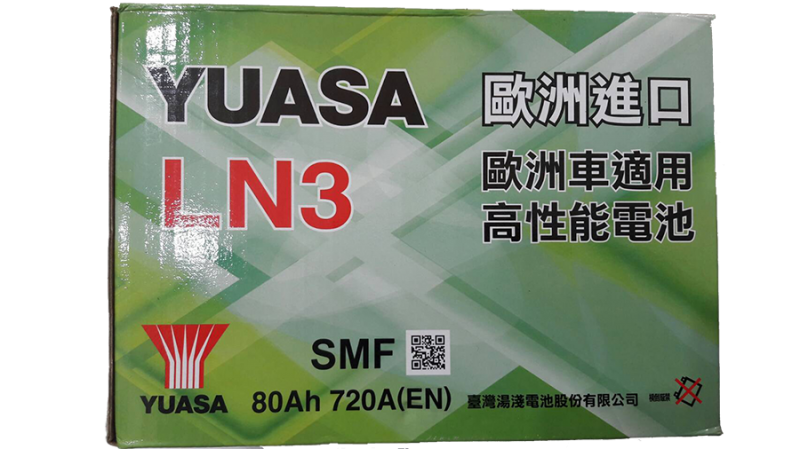 YUASA
歐洲進口
LN3
歐洲車適用
高性能電池
SMF
YUASA
80Ah 720A(EN)
臺灣湯淺電池股份有限公司